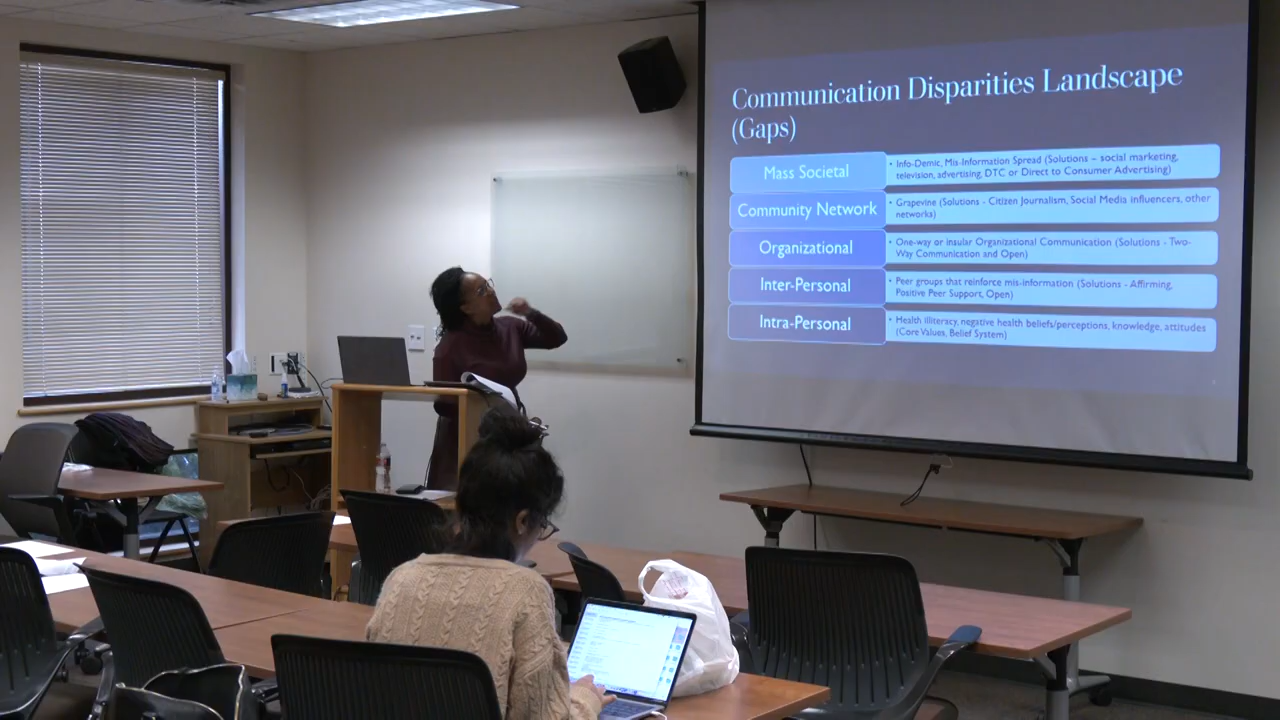 Communication Disparities Landscape
(Gaps)
Mass Societal
• Info-Demic, Mis-Information Spread (Solutions – social marketing,
television, advertising, DTC or Direct to Consumer Advertising)
Community Network
• Grapevine (Solutions - Citizen Journalism, Social Media influencers, other
networks)
Organizational
• One-way or insular Organizational Communication (Solutions - Two-
Way Communication and Open)
Inter-Personal
• Peer groups that reinforce mis-information (Solutions - Affirming,
Positive Peer Support, Open)
Intra-Personal
• Health illiteracy, negative health beliefs/perceptions, knowledge, attitudes
(Core Values, Belief System)